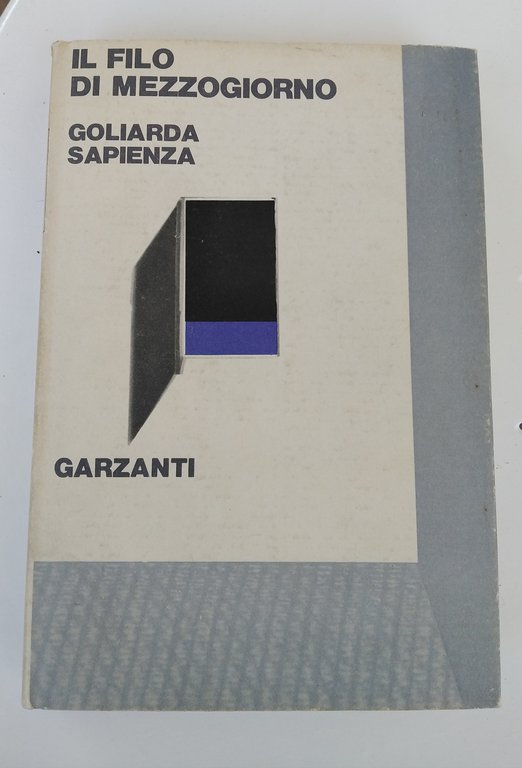 IL FILO
DI MEZZOGIORNO
GOLIARDA
SAPIENZA
GARZANTI